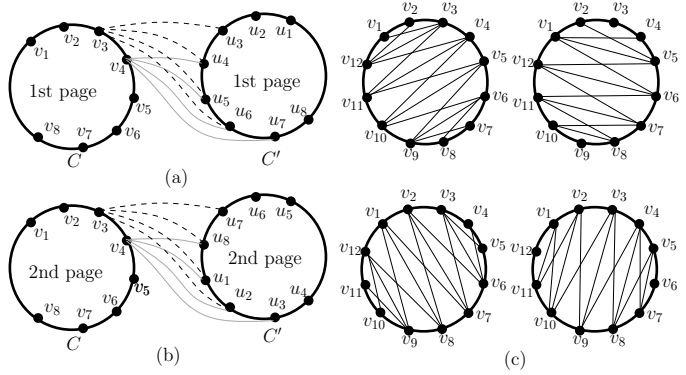 v1 v2 v3 v4 v5 v6 v7 v8
1st page
C
u1 u2 u3 u4 u5 u6 u7 u8
1st page
C'
(a)
v1 v2 v3 v4 v5 v6 v7 v8
2nd page
C
u5 u6 u7 u8 u1 u2 u3 u4
2nd page
C'
(b)
v1 v2 v3 v4 v5 v6 v7 v8 v9 v10 v11 v12
v1 v2 v3 v4 v5 v6 v7 v8 v9 v10 v11 v12
v1 v2 v3 v4 v5 v6 v7 v8 v9 v10 v11 v12
v1 v2 v3 v4 v5 v6 v7 v8 v9 v10 v11 v12
(c)